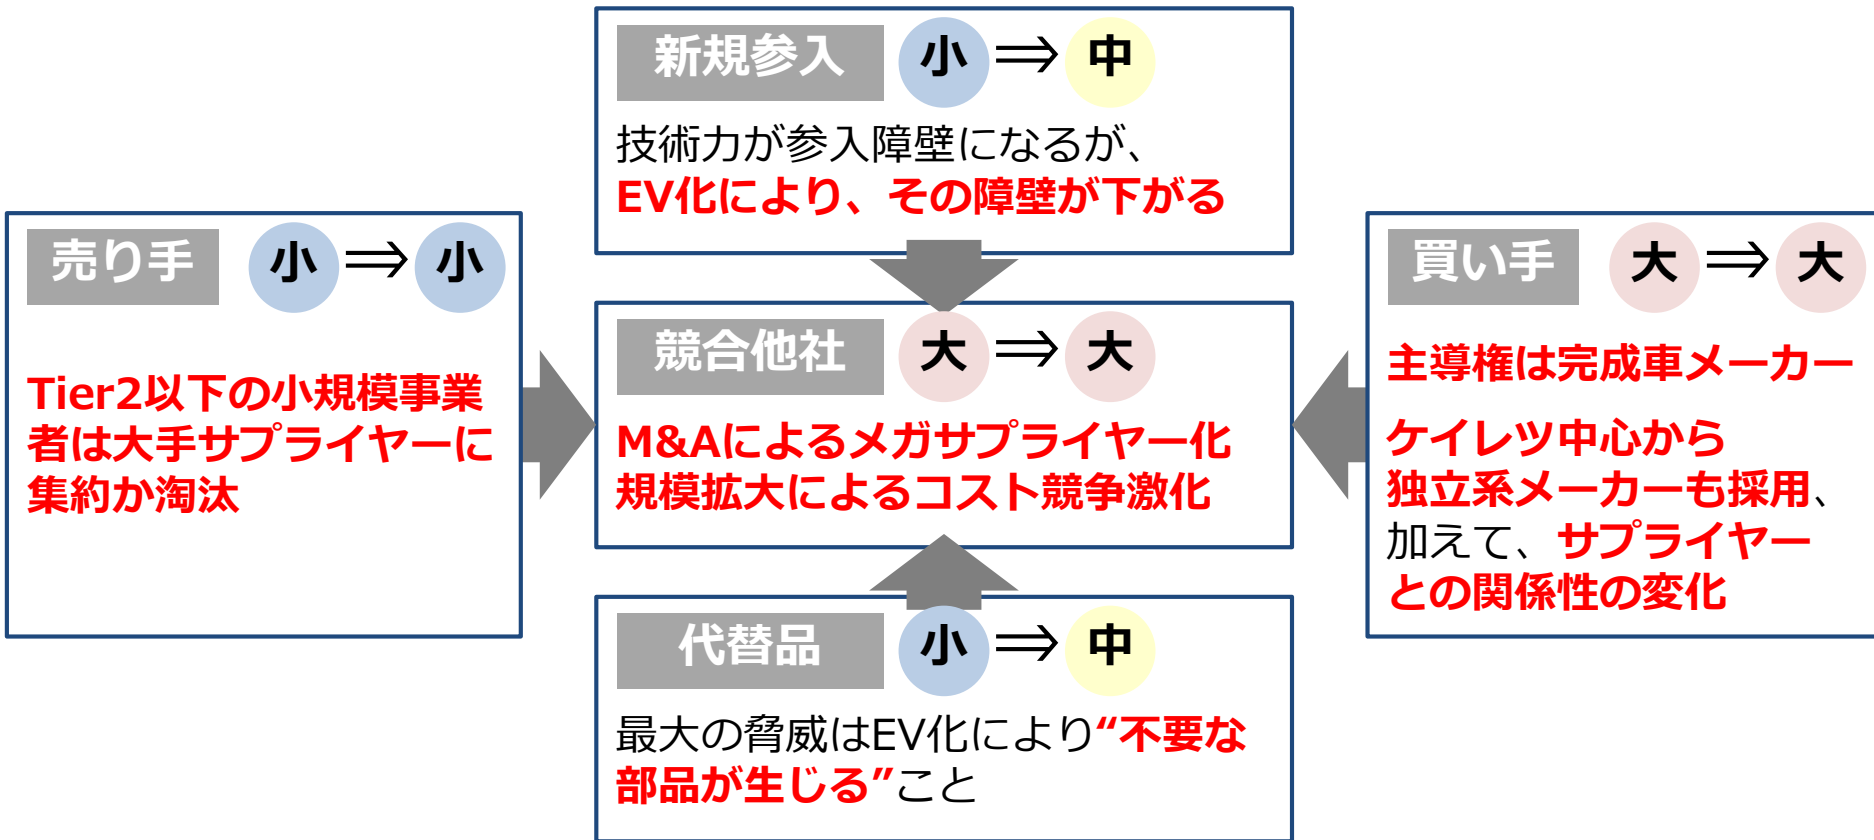 新規参入 小 ⇒ 中
技術力が参入障壁になるが、
EV化により、その障壁が下がる
売り手 小 ⇒ 小
Tier2以下の小規模事業
者は大手サプライヤーに
集約か淘汰
競合他社 大 ⇒ 大
M&Aによるメガサプライヤー化
規模拡大によるコスト競争激化
買い手 大 ⇒ 大
主導権は完成車メーカー
ケイレツ中心から
独立系メーカーも採用、
加えて、サプライヤー
との関係性の変化
代替品 小 ⇒ 中
最大の脅威はEV化により“不要な
部品が生じる”こと